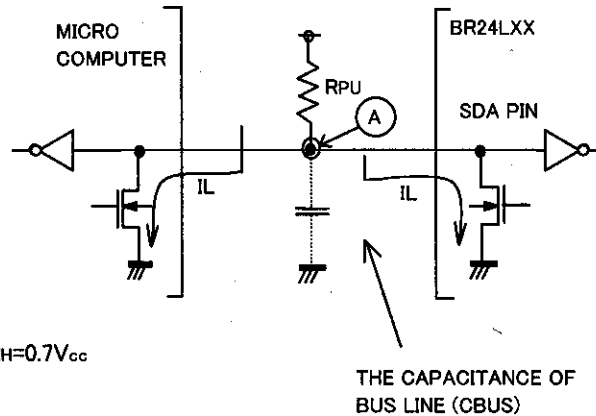 MICRO
COMPUTER
BR24LXX
RPU
A
SDA PIN
IL
IL
H=0.7Vcc
THE CAPACITANCE OF
BUS LINE (CBUS)